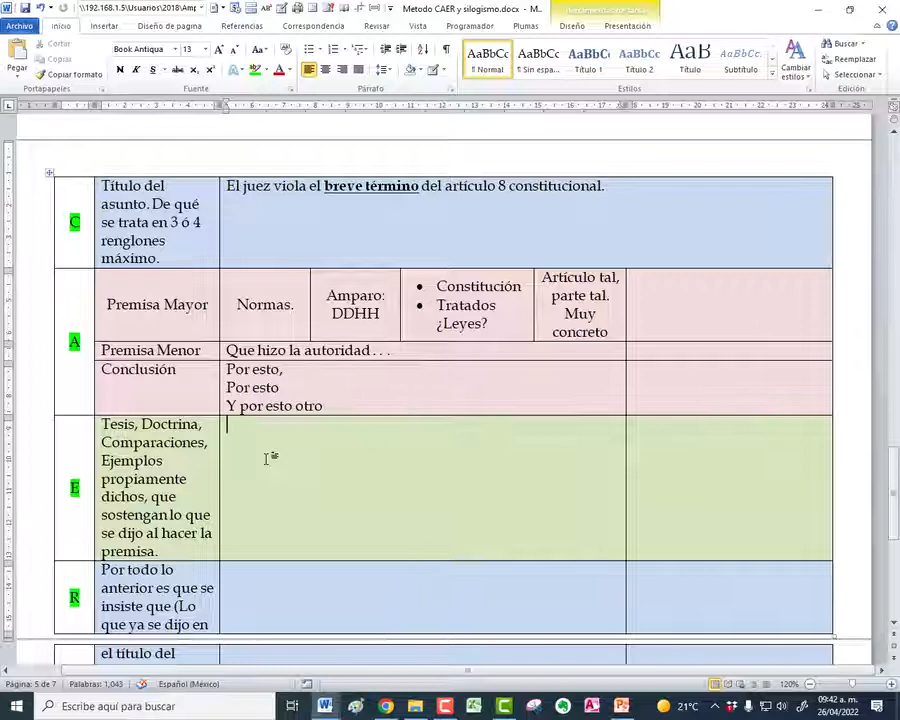 \\192.168.1.5\Usuarios\2018\Amp
Metodo CAER y silogismo.docx - M...
Archivo Inicio Insertar Diseño de página Referencias Correspondencia Revisar Vista Programador Plumas Diseño Presentación
Pegar
Cortar
Copiar
Copiar formato
Portapapeles
Book Antiqua 13
Fuente
Párrafo
AaBbCc AaBbCc AaBbC AaBbCc AaB AaBbCc.
¶ Normal ¶ Sin espa... Título 1 Título 2 Título Subtítulo
Estilos
Cambiar estilos
Buscar
Reemplazar
Seleccionar
Edición
C
Título del
asunto. De qué
se trata en 3 ó 4
renglones
máximo.
El juez viola el breve término del artículo 8 constitucional.
A
Premisa Mayor
Normas.
Amparo:
DDHH
• Constitución
• Tratados
¿Leyes?
Artículo tal,
parte tal.
Muy
concreto
Premisa Menor
Que hizo la autoridad . . .
Conclusión
Por esto,
Por esto
Y por esto otro
E
Tesis, Doctrina,
Comparaciones,
Ejemplos
propiamente
dichos, que
sostengan lo que
se dijo al hacer la
premisa.
R
Por todo lo
anterior es que se
insiste que (Lo
que ya se dijo en
el título del
Página: 5 de 7 Palabras: 1,043 Español (México) 120%
Escribe aquí para buscar
21°C
09:42 a. m.
26/04/2022